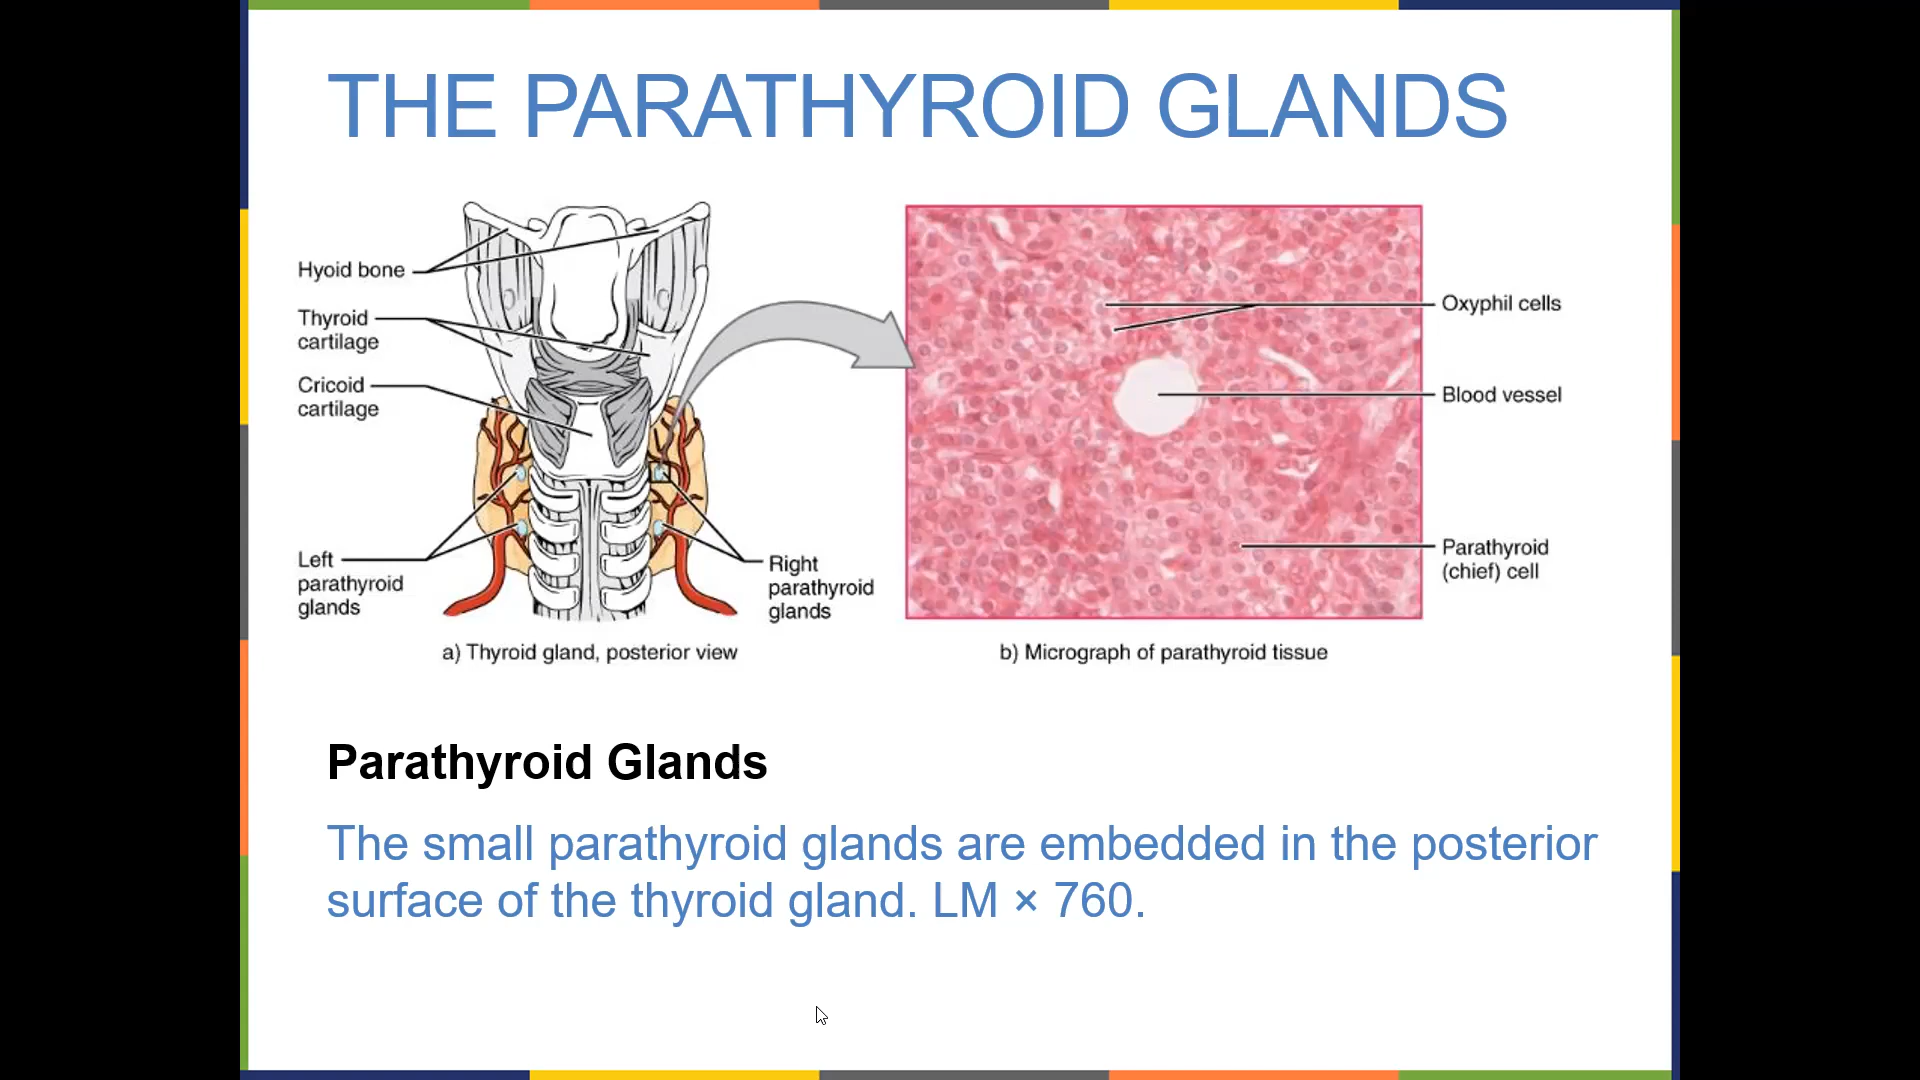 THE PARATHYROID GLANDS
Hyoid bone
Thyroid
cartilage
Cricoid
cartilage
Left
parathyroid
glands
Right
parathyroid
glands
a) Thyroid gland, posterior view
Oxyphil cells
Blood vessel
Parathyroid
(chief) cell
b) Micrograph of parathyroid tissue
Parathyroid Glands
The small parathyroid glands are embedded in the posterior
surface of the thyroid gland. LM × 760.